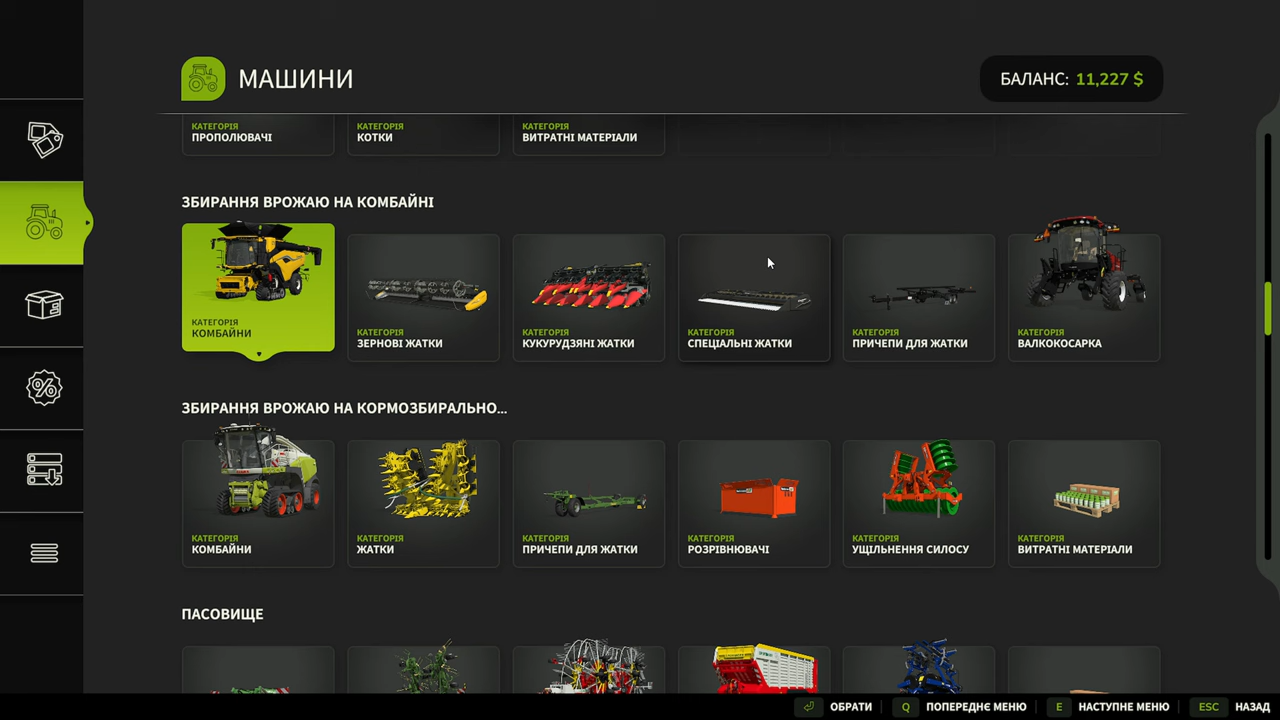 МАШИНИ
БАЛАНС: 11,227 $
КАТЕГОРІЯ
ПРОПОЛЮВАЧІ
КАТЕГОРІЯ
КОТКИ
КАТЕГОРІЯ
ВИТРАТНІ МАТЕРІАЛИ
ЗБИРАННЯ ВРОЖАЮ НА КОМБАЙНІ
КАТЕГОРІЯ
КОМБАЙНИ
КАТЕГОРІЯ
ЗЕРНОВІ ЖАТКИ
КАТЕГОРІЯ
КУКУРУДЗЯНІ ЖАТКИ
КАТЕГОРІЯ
СПЕЦІАЛЬНІ ЖАТКИ
КАТЕГОРІЯ
ПРИЧЕПИ ДЛЯ ЖАТКИ
КАТЕГОРІЯ
ВАЛКОКОСАРКА
ЗБИРАННЯ ВРОЖАЮ НА КОРМОЗБИРАЛЬНО...
КАТЕГОРІЯ
КОМБАЙНИ
КАТЕГОРІЯ
ЖАТКИ
КАТЕГОРІЯ
ПРИЧЕПИ ДЛЯ ЖАТКИ
КАТЕГОРІЯ
РОЗРІВНЮВАЧІ
КАТЕГОРІЯ
УЩІЛЬНЕННЯ СИЛОСУ
КАТЕГОРІЯ
ВИТРАТНІ МАТЕРІАЛИ
ПАСОВИЩЕ
ОБРАТИ
Q ПОПЕРЕДНЄ МЕНЮ
E НАСТУПНЕ МЕНЮ
ESC НАЗАД